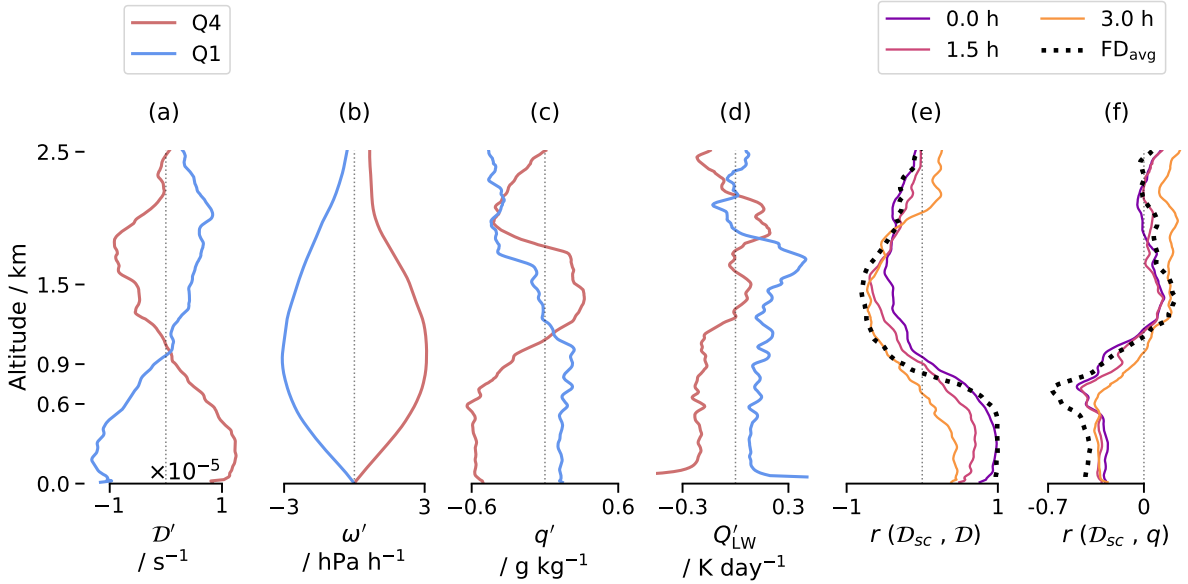 Q4
Q1
0.0 h
1.5 h
3.0 h
FD_avg
(a) (b) (c) (d) (e) (f)
Altitude / km
2.5
1.5
0.9
0.6
0.0
×10⁻⁵
−1 1
−3 3
−0.6 0.6
−0.3 0.3
−1 1
−0.7 0
𝒟′
/ s⁻¹
ω′
/ hPa h⁻¹
q′
/ g kg⁻¹
Q′_LW
/ K day⁻¹
r (𝒟_sc , 𝒟)
r (𝒟_sc , q)